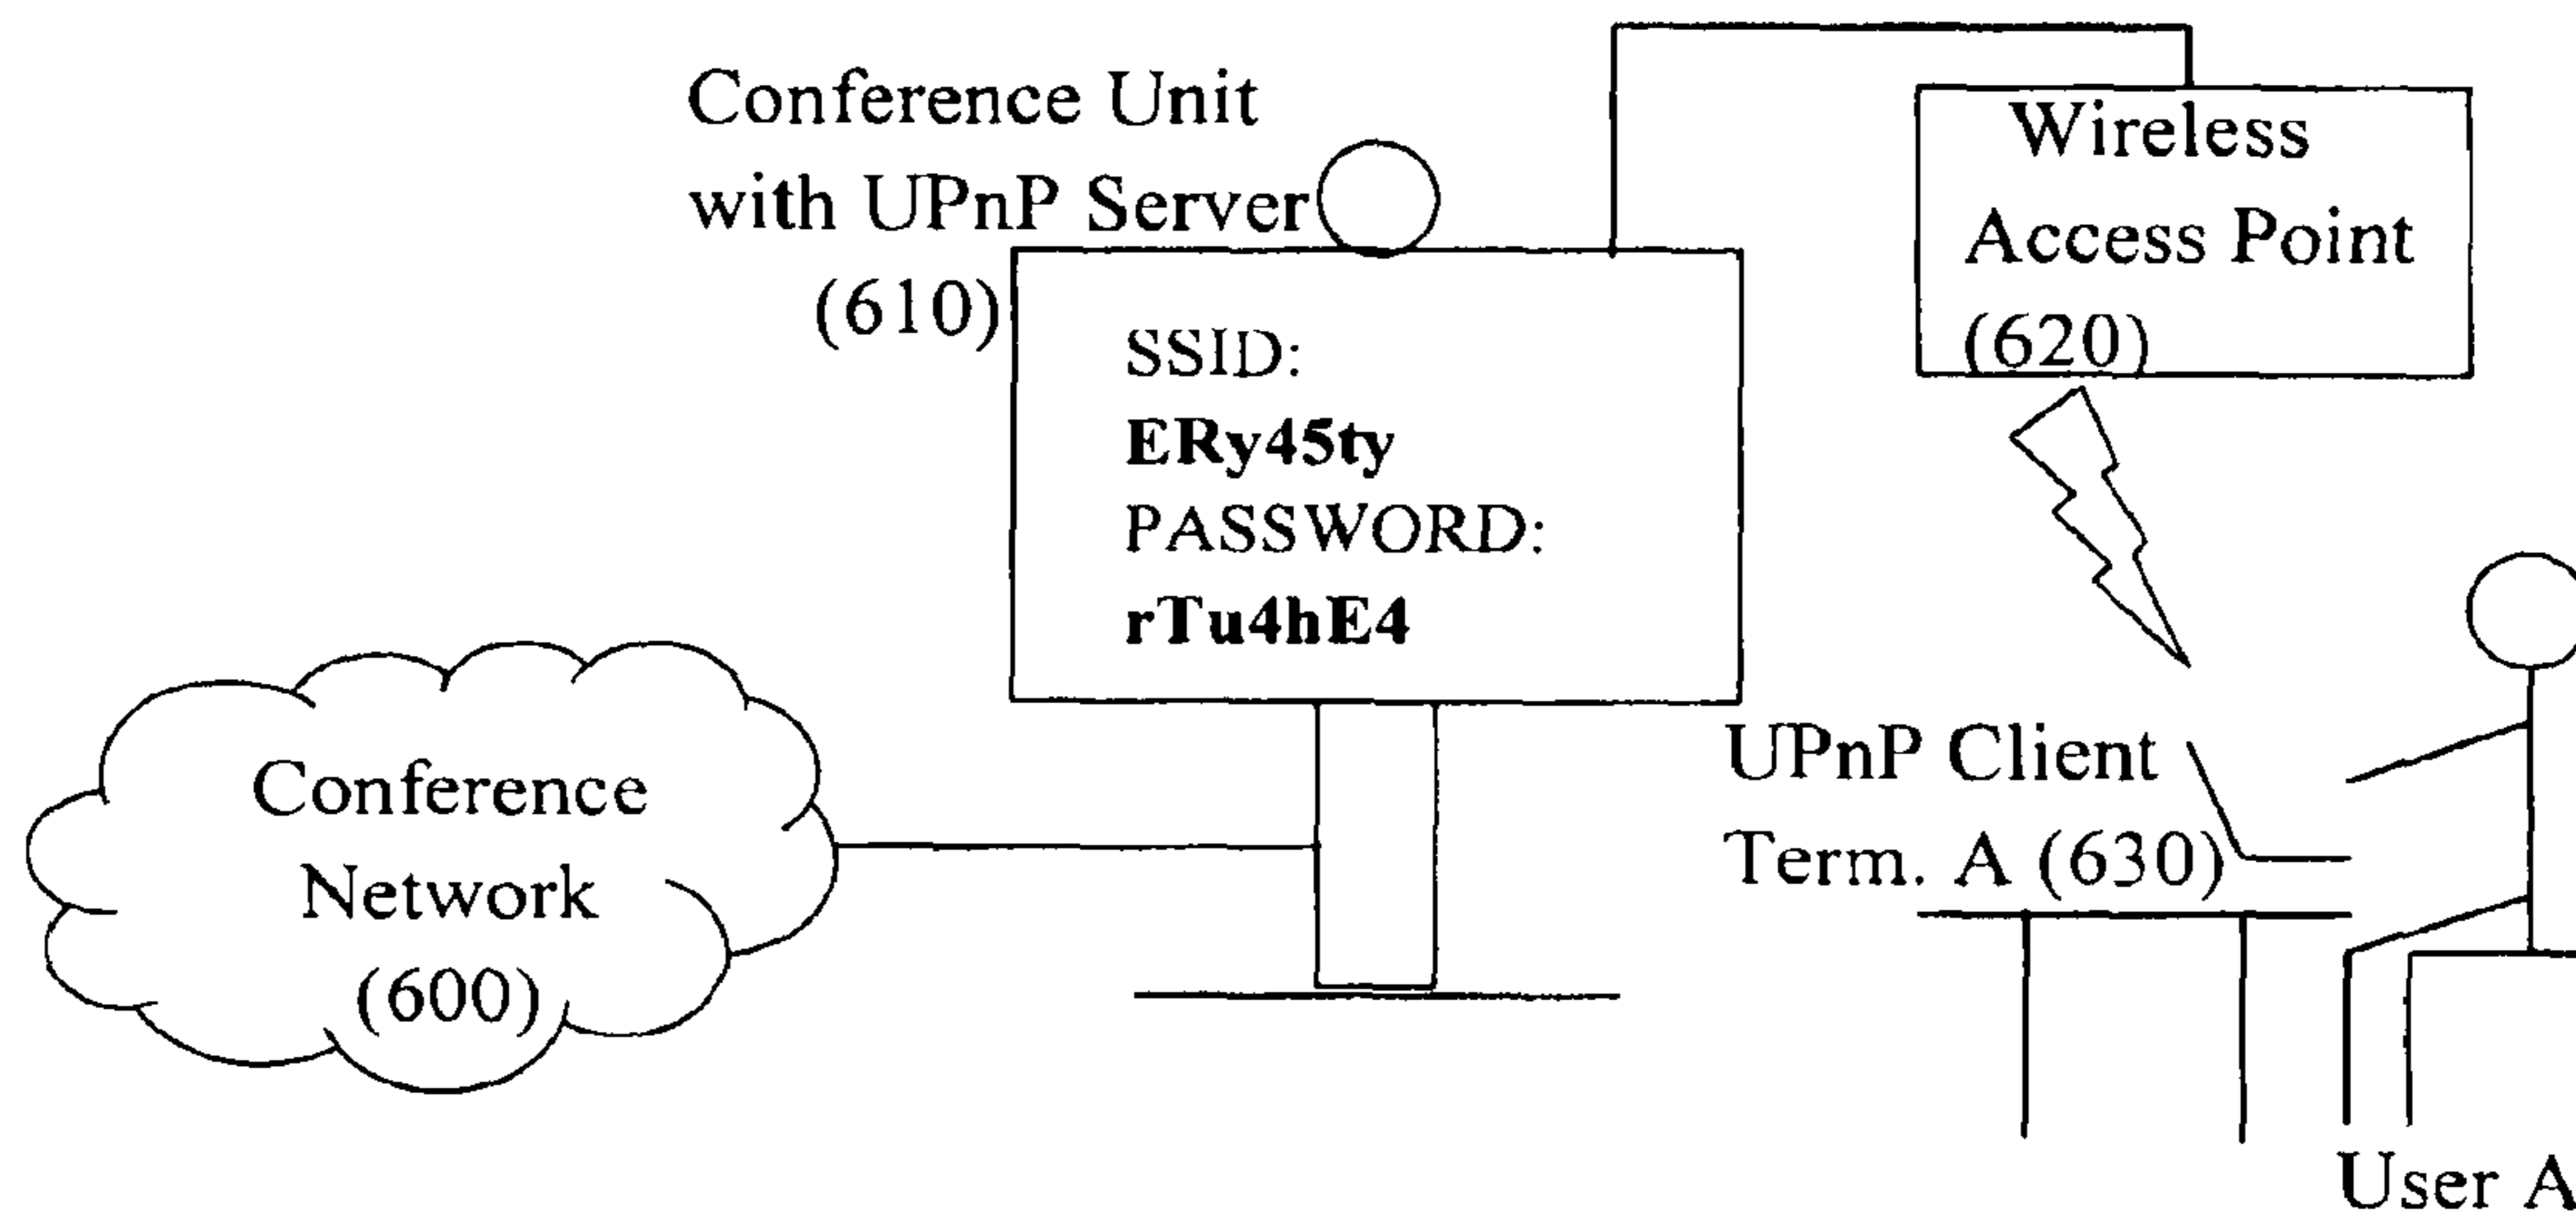 Conference Unit
with UPnP Server
(610)
Wireless
Access Point
(620)
SSID:
ERy45ty
PASSWORD:
rTu4hE4
Conference
Network
(600)
UPnP Client
Term. A (630)
User A